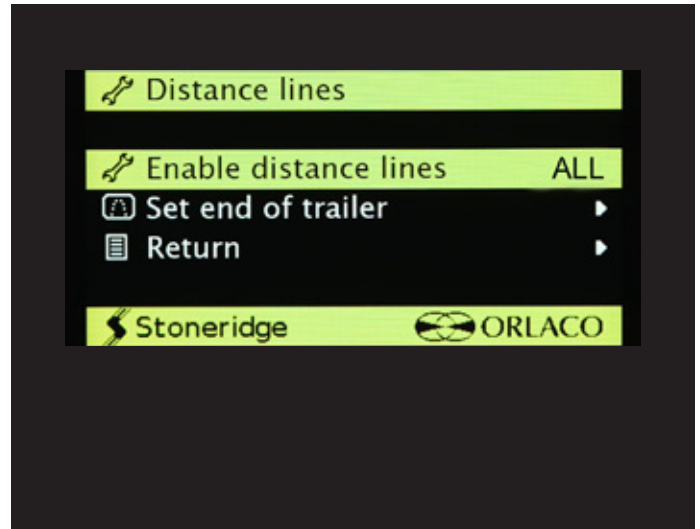 Distance lines
Enable distance lines ALL
Set end of trailer
Return
Stoneridge ORLACO